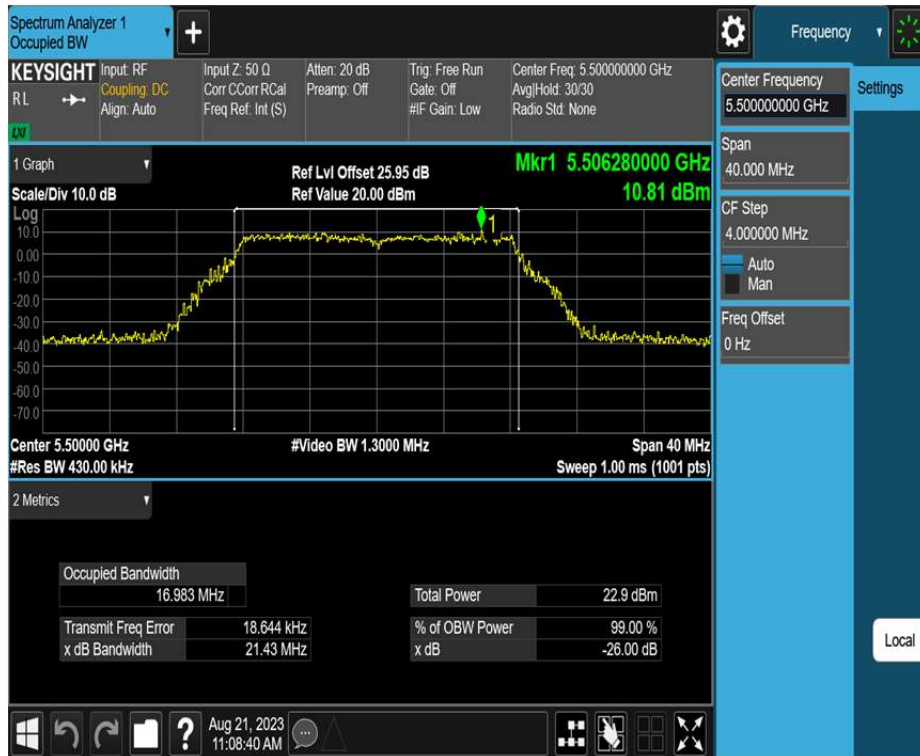 Spectrum Analyzer 1
Occupied BW
+
Frequency
KEYSIGHT
R L
LXI
Input: RF
Coupling: DC
Align: Auto
Input Z: 50 Ω
Corr CCorr RCal
Freq Ref: Int (S)
Atten: 20 dB
Preamp: Off
Trig: Free Run
Gate: Off
#IF Gain: Low
Center Freq: 5.500000000 GHz
Avg|Hold: 30/30
Radio Std: None
Center Frequency
5.500000000 GHz
Settings
Span
40.000 MHz
CF Step
4.000000 MHz
Auto
Man
Freq Offset
0 Hz
Local
1 Graph
Scale/Div 10.0 dB
Ref Lvl Offset 25.95 dB
Ref Value 20.00 dBm
Mkr1 5.506280000 GHz
10.81 dBm
Log
1
10.0
0.00
-10.0
-20.0
-30.0
-40.0
-50.0
-60.0
-70.0
Center 5.50000 GHz
#Video BW 1.3000 MHz
Span 40 MHz
#Res BW 430.00 kHz
Sweep 1.00 ms (1001 pts)
2 Metrics
Occupied Bandwidth
16.983 MHz
Total Power 22.9 dBm
Transmit Freq Error 18.644 kHz
% of OBW Power 99.00 %
x dB Bandwidth 21.43 MHz
x dB -26.00 dB
?
Aug 21, 2023
11:08:40 AM